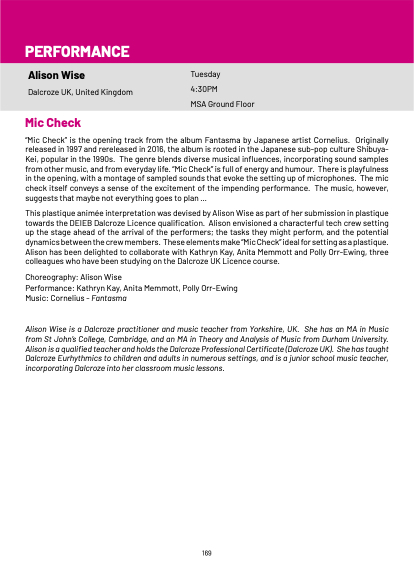 PERFORMANCE
Alison Wise
Dalcroze UK, United Kingdom
Tuesday
4:30PM
MSA Ground Floor
Mic Check
“Mic Check” is the opening track from the album Fantasma by Japanese artist Cornelius. Originally
released in 1997 and rereleased in 2016, the album is rooted in the Japanese sub-pop culture Shibuya-
Kei, popular in the 1990s. The genre blends diverse musical influences, incorporating sound samples
from other music, and from everyday life. “Mic Check” is full of energy and humour. There is playfulness
in the opening, with a montage of sampled sounds that evoke the setting up of microphones. The mic
check itself conveys a sense of the excitement of the impending performance. The music, however,
suggests that maybe not everything goes to plan ...
This plastique animée interpretation was devised by Alison Wise as part of her submission in plastique
towards the DEIEB Dalcroze Licence qualification. Alison envisioned a characterful tech crew setting
up the stage ahead of the arrival of the performers; the tasks they might perform, and the potential
dynamics between the crew members. These elements make “Mic Check” ideal for setting as a plastique.
Alison has been delighted to collaborate with Kathryn Kay, Anita Memmott and Polly Orr-Ewing, three
colleagues who have been studying on the Dalcroze UK Licence course.
Choreography: Alison Wise
Performance: Kathryn Kay, Anita Memmott, Polly Orr-Ewing
Music: Cornelius - Fantasma
Alison Wise is a Dalcroze practitioner and music teacher from Yorkshire, UK. She has an MA in Music
from St John’s College, Cambridge, and an MA in Theory and Analysis of Music from Durham University.
Alison is a qualified teacher and holds the Dalcroze Professional Certificate (Dalcroze UK). She has taught
Dalcroze Eurhythmics to children and adults in numerous settings, and is a junior school music teacher,
incorporating Dalcroze into her classroom music lessons.
169